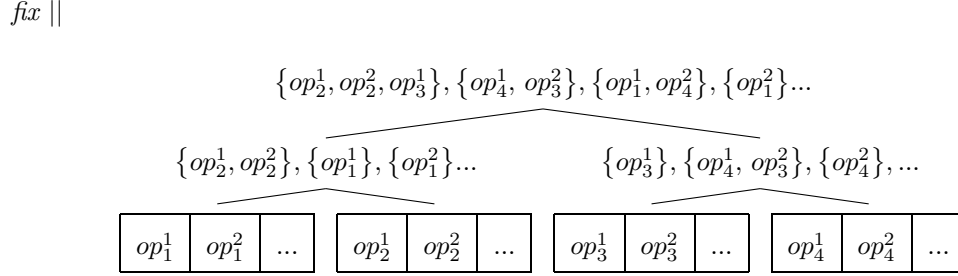 fix ||
{op_2^1, op_2^2, op_3^1}, {op_4^1, op_3^2}, {op_1^1, op_4^2}, {op_1^2}...
{op_2^1, op_2^2}, {op_1^1}, {op_1^2}... {op_3^1}, {op_4^1, op_3^2}, {op_4^2}, ...
op_1^1 op_1^2 ... op_2^1 op_2^2 ... op_3^1 op_3^2 ... op_4^1 op_4^2 ...